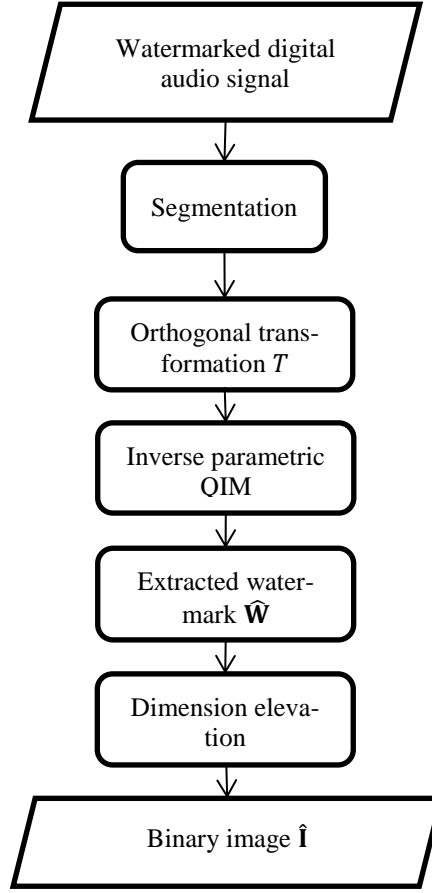 Watermarked digital
audio signal
Segmentation
Orthogonal trans-
formation T
Inverse parametric
QIM
Extracted water-
mark Ŵ
Dimension eleva-
tion
Binary image Î